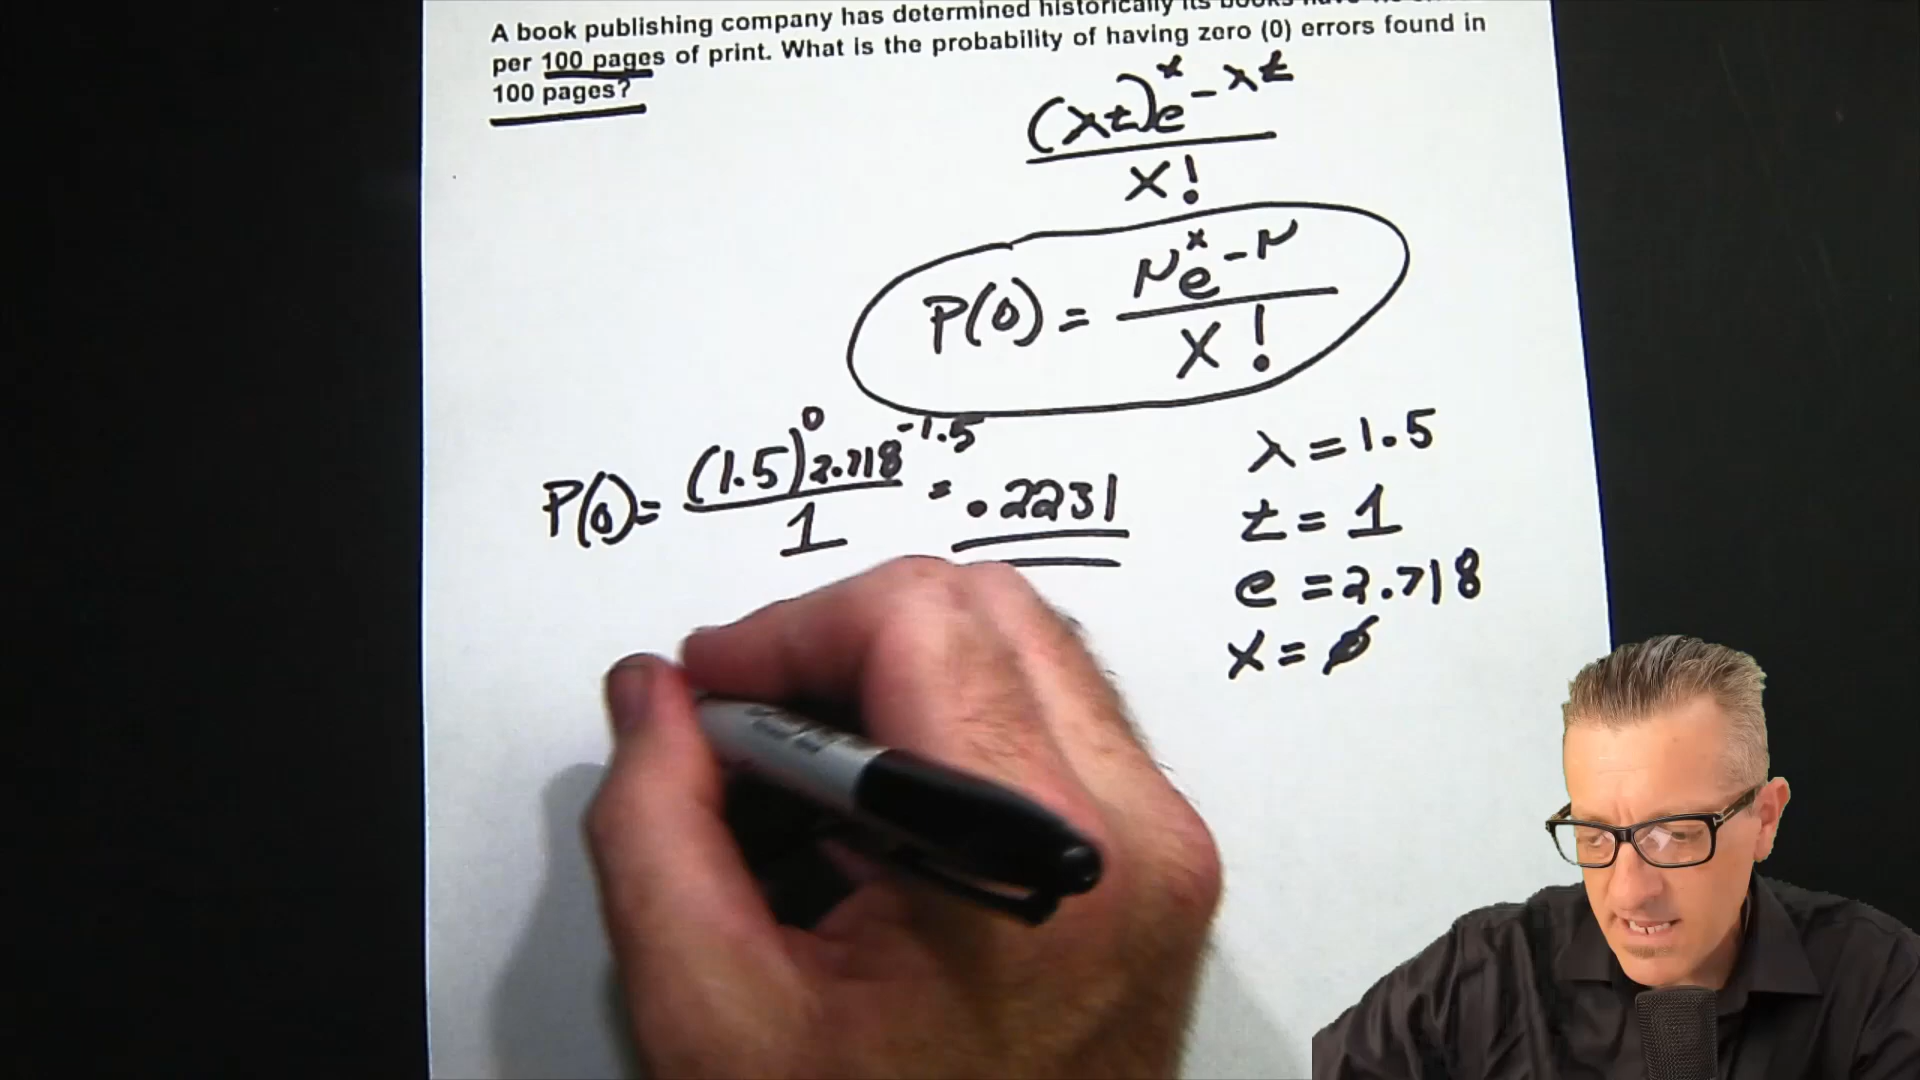 A book publishing company has determined historically its books have
per 100 pages of print. What is the probability of having zero (0) errors found in
100 pages?
(λt)^x e^-λt
x!
P(0) = μ^x e^-μ
x!
P(0) = (1.5)^0 2.718^-1.5 = .2231
1
λ = 1.5
t = 1
e = 2.718
x = ∅